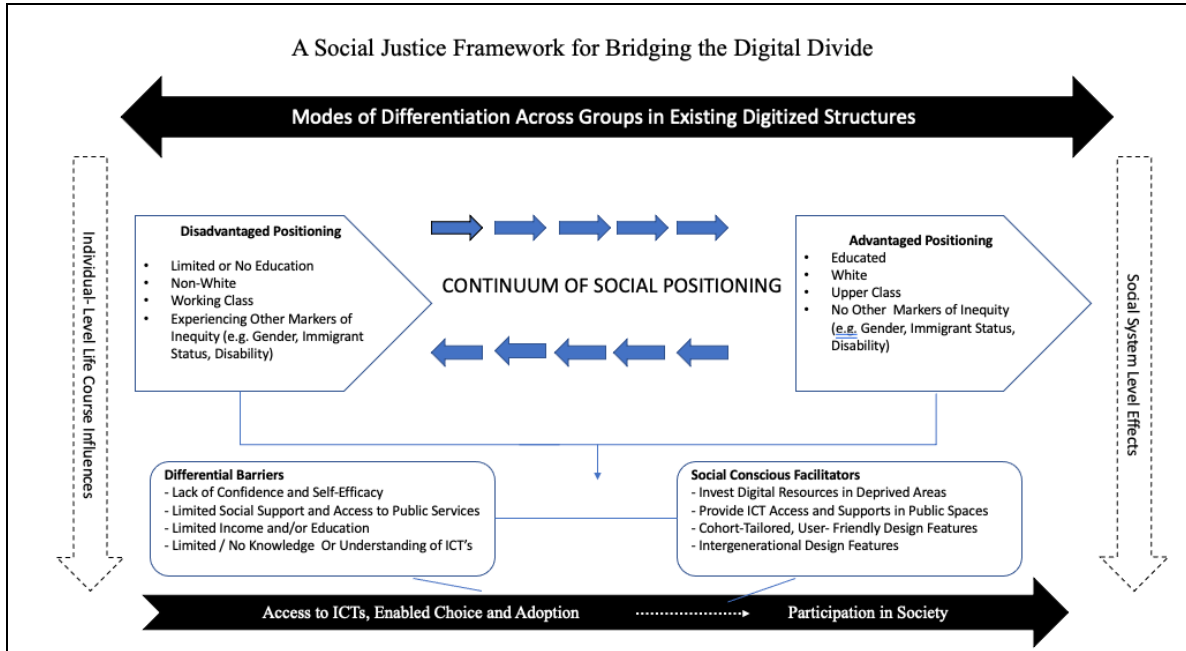 A Social Justice Framework for Bridging the Digital Divide
Modes of Differentiation Across Groups in Existing Digitized Structures
Individual- Level Life Course Influences
Disadvantaged Positioning
• Limited or No Education
• Non-White
• Working Class
• Experiencing Other Markers of
Inequity (e.g. Gender, Immigrant
Status, Disability)
CONTINUUM OF SOCIAL POSITIONING
Advantaged Positioning
• Educated
• White
• Upper Class
• No Other Markers of Inequity
(e.g. Gender, Immigrant Status,
Disability)
Social System Level Effects
Differential Barriers
- Lack of Confidence and Self-Efficacy
- Limited Social Support and Access to Public Services
- Limited Income and/or Education
- Limited / No Knowledge Or Understanding of ICT's
Social Conscious Facilitators
- Invest Digital Resources in Deprived Areas
- Provide ICT Access and Supports in Public Spaces
- Cohort-Tailored, User- Friendly Design Features
- Intergenerational Design Features
Access to ICTs, Enabled Choice and Adoption
Participation in Society